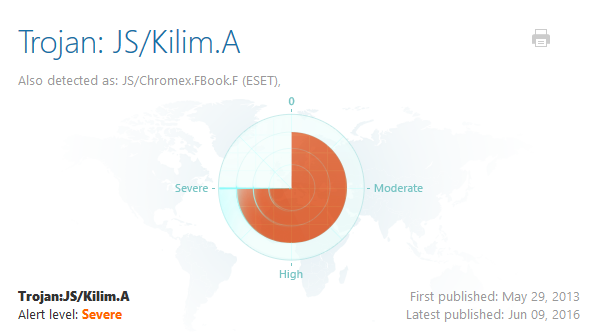 Trojan: JS/Kilim.A
Also detected as: JS/Chromex.FBook.F (ESET),
0
Severe - - Moderate
High
Trojan:JS/Kilim.A First published: May 29, 2013
Alert level: Severe Latest published: Jun 09, 2016